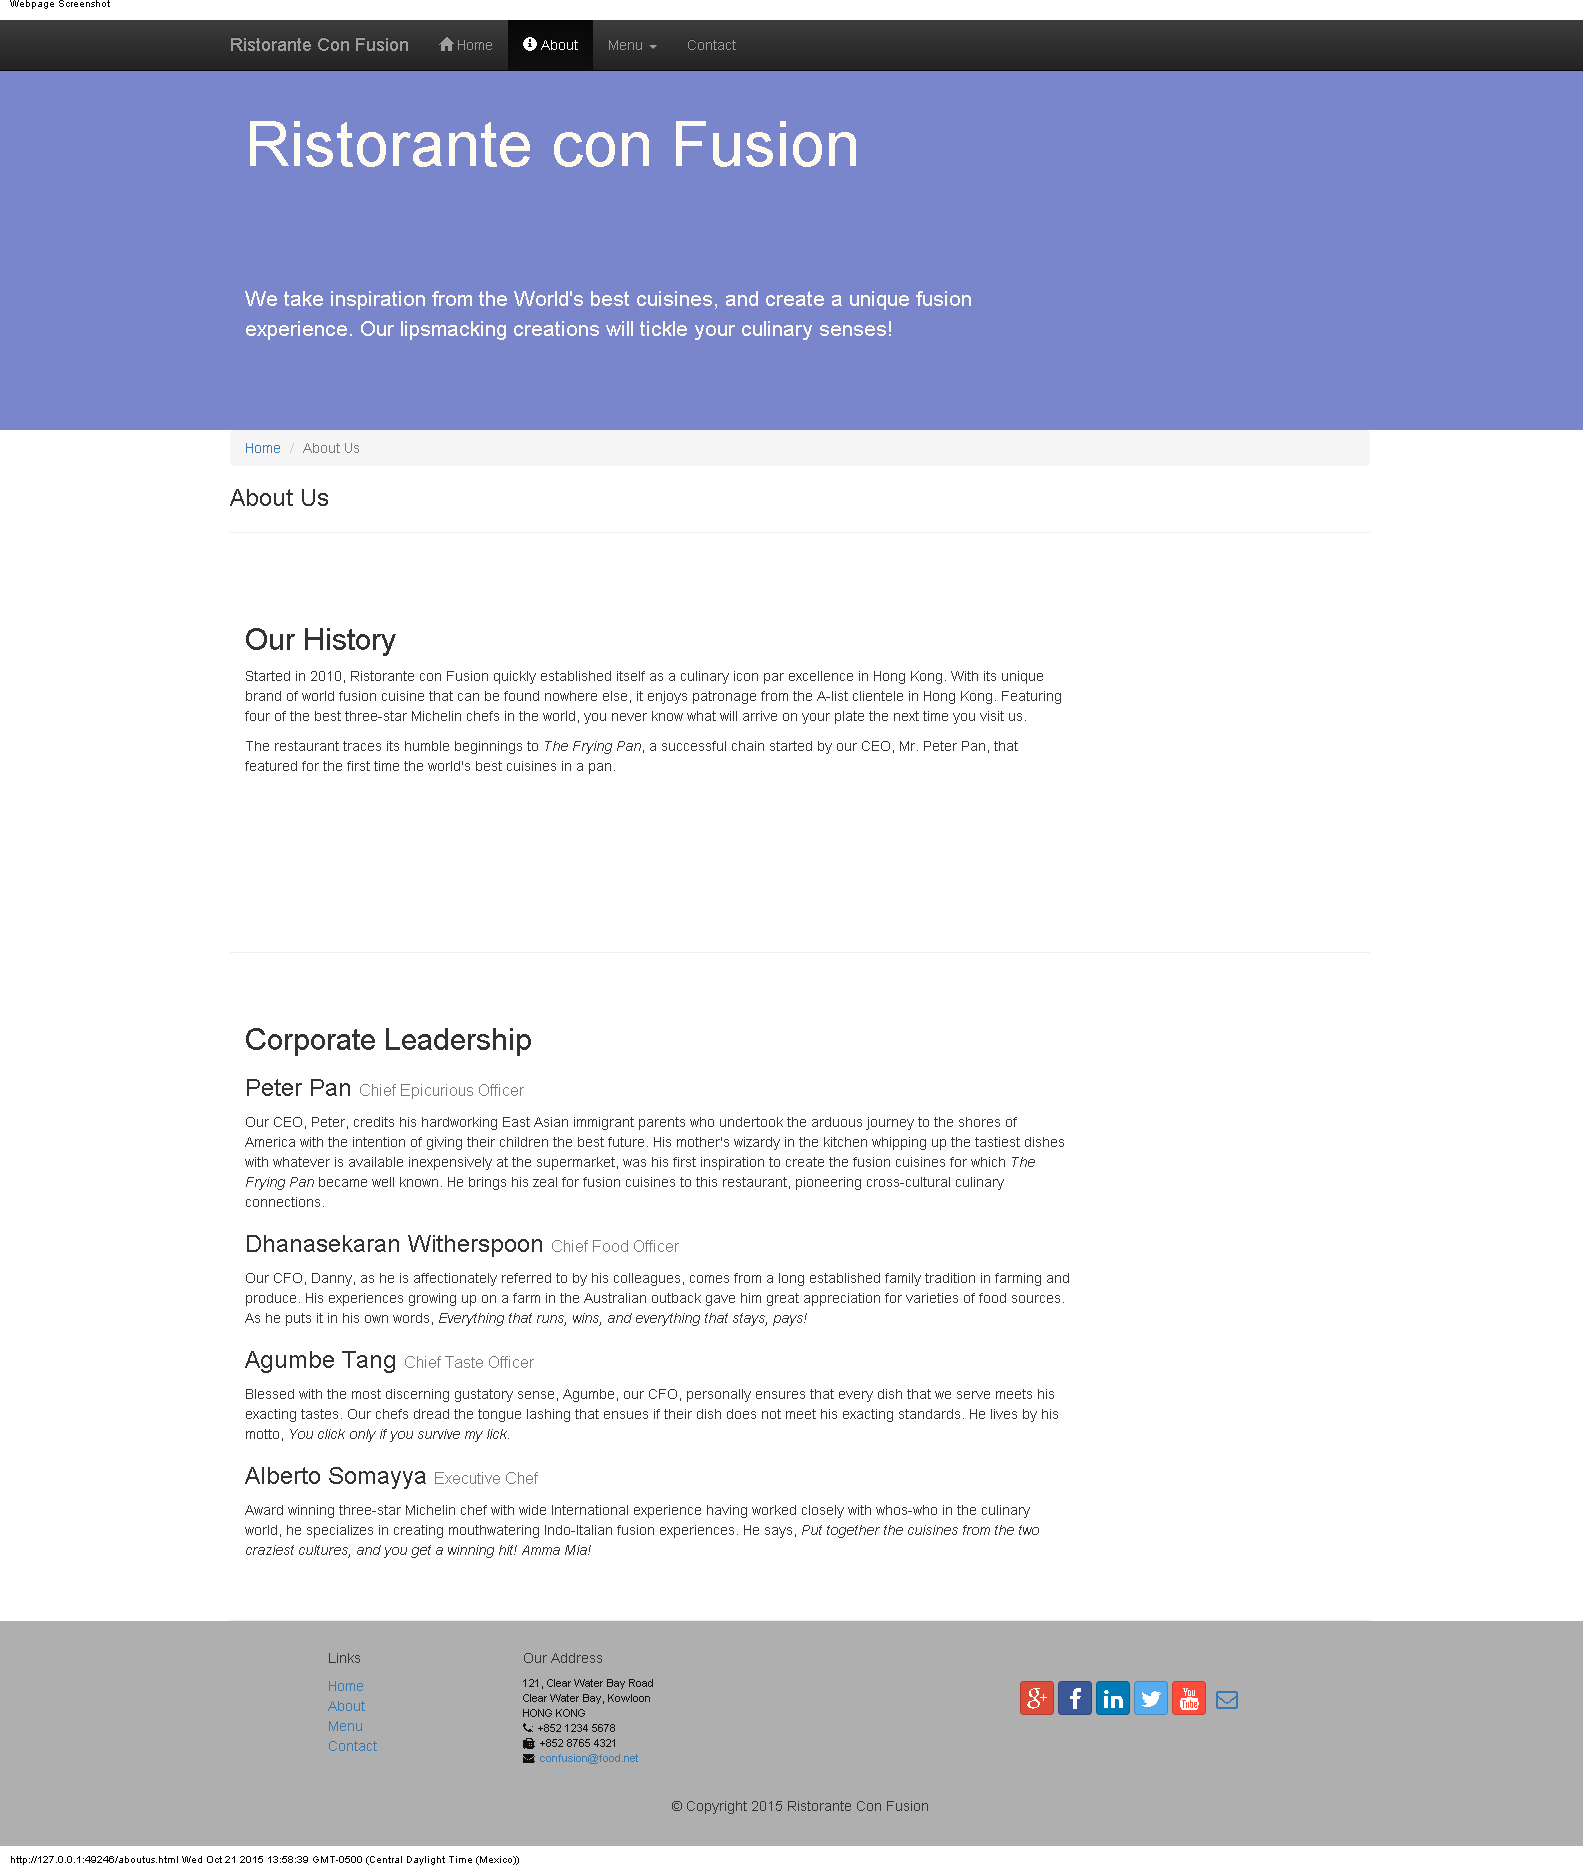 Webpage Screenshot
Ristorante Con Fusion Home About Menu Contact
Ristorante con Fusion
We take inspiration from the World's best cuisines, and create a unique fusion
experience. Our lipsmacking creations will tickle your culinary senses!
Home / About Us
About Us
Our History
Started in 2010, Ristorante con Fusion quickly established itself as a culinary icon par excellence in Hong Kong. With its unique
brand of world fusion cuisine that can be found nowhere else, it enjoys patronage from the A-list clientele in Hong Kong. Featuring
four of the best three-star Michelin chefs in the world, you never know what will arrive on your plate the next time you visit us.
The restaurant traces its humble beginnings to The Frying Pan, a successful chain started by our CEO, Mr. Peter Pan, that
featured for the first time the world's best cuisines in a pan.
Corporate Leadership
Peter Pan Chief Epicurious Officer
Our CEO, Peter, credits his hardworking East Asian immigrant parents who undertook the arduous journey to the shores of
America with the intention of giving their children the best future. His mother's wizardy in the kitchen whipping up the tastiest dishes
with whatever is available inexpensively at the supermarket, was his first inspiration to create the fusion cuisines for which The
Frying Pan became well known. He brings his zeal for fusion cuisines to this restaurant, pioneering cross-cultural culinary
connections.
Dhanasekaran Witherspoon Chief Food Officer
Our CFO, Danny, as he is affectionately referred to by his colleagues, comes from a long established family tradition in farming and
produce. His experiences growing up on a farm in the Australian outback gave him great appreciation for varieties of food sources.
As he puts it in his own words, Everything that runs, wins, and everything that stays, pays!
Agumbe Tang Chief Taste Officer
Blessed with the most discerning gustatory sense, Agumbe, our CFO, personally ensures that every dish that we serve meets his
exacting tastes. Our chefs dread the tongue lashing that ensues if their dish does not meet his exacting standards. He lives by his
motto, You click only if you survive my lick.
Alberto Somayya Executive Chef
Award winning three-star Michelin chef with wide International experience having worked closely with whos-who in the culinary
world, he specializes in creating mouthwatering Indo-Italian fusion experiences. He says, Put together the cuisines from the two
craziest cultures, and you get a winning hit! Amma Mia!
Links
Home
About
Menu
Contact
Our Address
121, Clear Water Bay Road
Clear Water Bay, Kowloon
HONG KONG
: +852 1234 5678
: +852 8765 4321
: confusion@food.net
g+ f in You Tube
© Copyright 2015 Ristorante Con Fusion
http://127.0.0.1:49246/aboutus.html Wed Oct 21 2015 13:58:39 GMT-0500 (Central Daylight Time (Mexico))